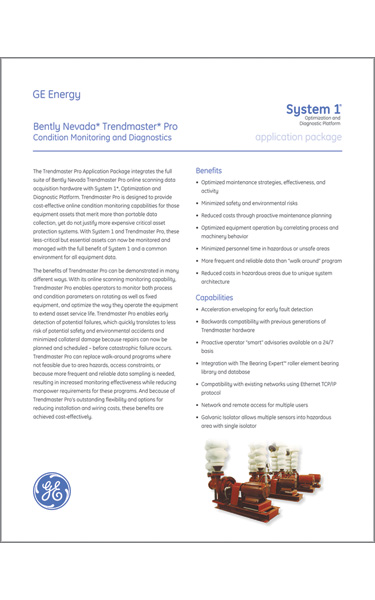 GE Energy
System 1*
Optimization and
Diagnostic Platform
Bently Nevada* Trendmaster* Pro
Condition Monitoring and Diagnostics
application package
The Trendmaster Pro Application Package integrates the full
suite of Bently Nevada Trendmaster Pro online scanning data
acquisition hardware with System 1*, Optimization and
Diagnostic Platform. Trendmaster Pro is designed to provide
cost-effective online condition monitoring capabilities for those
equipment assets that merit more than portable data
collection, yet do not justify more expensive critical asset
protection systems. With System 1 and Trendmaster Pro, these
less-critical but essential assets can now be monitored and
managed with the full benefit of System 1 and a common
environment for all equipment data.
The benefits of Trendmaster Pro can be demonstrated in many
different ways. With its online scanning monitoring capability,
Trendmaster Pro enables operators to monitor both process
and condition parameters on rotating as well as fixed
equipment, and optimize the way they operate the equipment
to extend asset service life. Trendmaster Pro enables early
detection of potential failures, which quickly translates to less
risk of potential safety and environmental accidents and
minimized collateral damage because repairs can now be
planned and scheduled – before catastrophic failure occurs.
Trendmaster Pro can replace walk-around programs where
not feasible due to area hazards, access constraints, or
because more frequent and reliable data sampling is needed,
resulting in increased monitoring effectiveness while reducing
manpower requirements for these programs. And because of
Trendmaster Pro's outstanding flexibility and options for
reducing installation and wiring costs, these benefits are
achieved cost-effectively.
Benefits
• Optimized maintenance strategies, effectiveness, and
activity
• Minimized safety and environmental risks
• Reduced costs through proactive maintenance planning
• Optimized equipment operation by correlating process and
machinery behavior
• Minimized personnel time in hazardous or unsafe areas
• More frequent and reliable data than "walk around" program
• Reduced costs in hazardous areas due to unique system
architecture
Capabilities
• Acceleration enveloping for early fault detection
• Backwards compatibility with previous generations of
Trendmaster hardware
• Proactive operator "smart" advisories available on a 24/7
basis
• Integration with The Bearing Expert™ roller element bearing
library and database
• Compatibility with existing networks using Ethernet TCP/IP
protocol
• Network and remote access for multiple users
• Galvanic isolator allows multiple sensors into hazardous
area with single isolator
GE